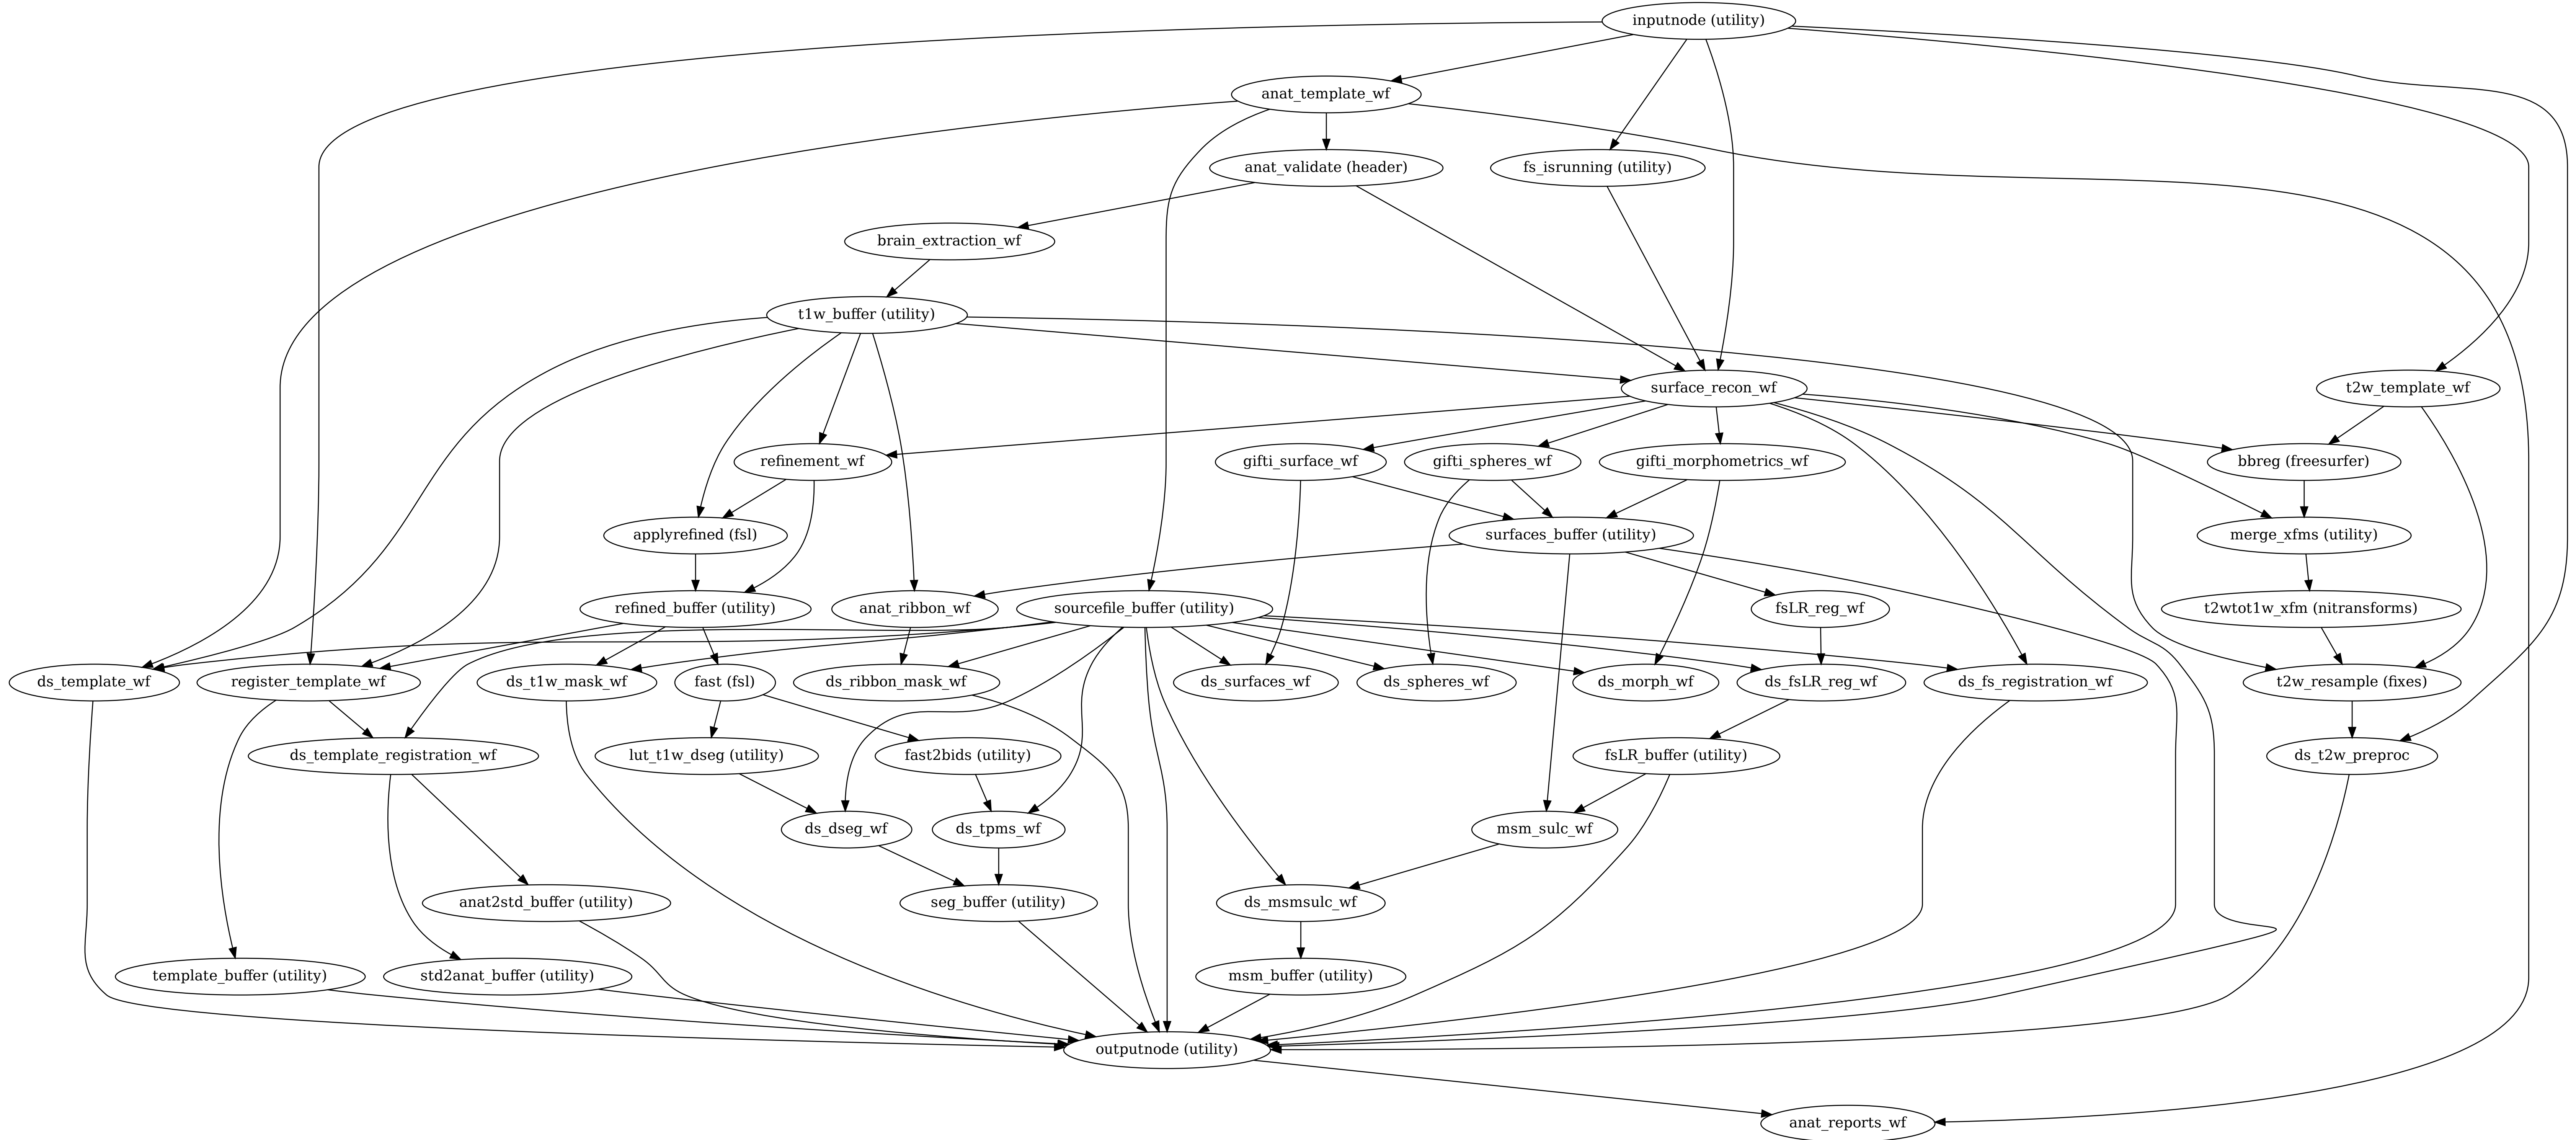 inputnode (utility)
anat_template_wf
anat_validate (header)
fs_isrunning (utility)
brain_extraction_wf
t1w_buffer (utility)
surface_recon_wf
t2w_template_wf
refinement_wf
gifti_surface_wf
gifti_spheres_wf
gifti_morphometrics_wf
bbreg (freesurfer)
applyrefined (fsl)
surfaces_buffer (utility)
merge_xfms (utility)
refined_buffer (utility)
anat_ribbon_wf
sourcefile_buffer (utility)
fsLR_reg_wf
t2wtot1w_xfm (nitransforms)
ds_template_wf
register_template_wf
ds_t1w_mask_wf
fast (fsl)
ds_ribbon_mask_wf
ds_surfaces_wf
ds_spheres_wf
ds_morph_wf
ds_fsLR_reg_wf
ds_fs_registration_wf
t2w_resample (fixes)
ds_template_registration_wf
lut_t1w_dseg (utility)
fast2bids (utility)
fsLR_buffer (utility)
ds_t2w_preproc
ds_dseg_wf
ds_tpms_wf
msm_sulc_wf
anat2std_buffer (utility)
seg_buffer (utility)
ds_msmsulc_wf
template_buffer (utility)
std2anat_buffer (utility)
msm_buffer (utility)
outputnode (utility)
anat_reports_wf